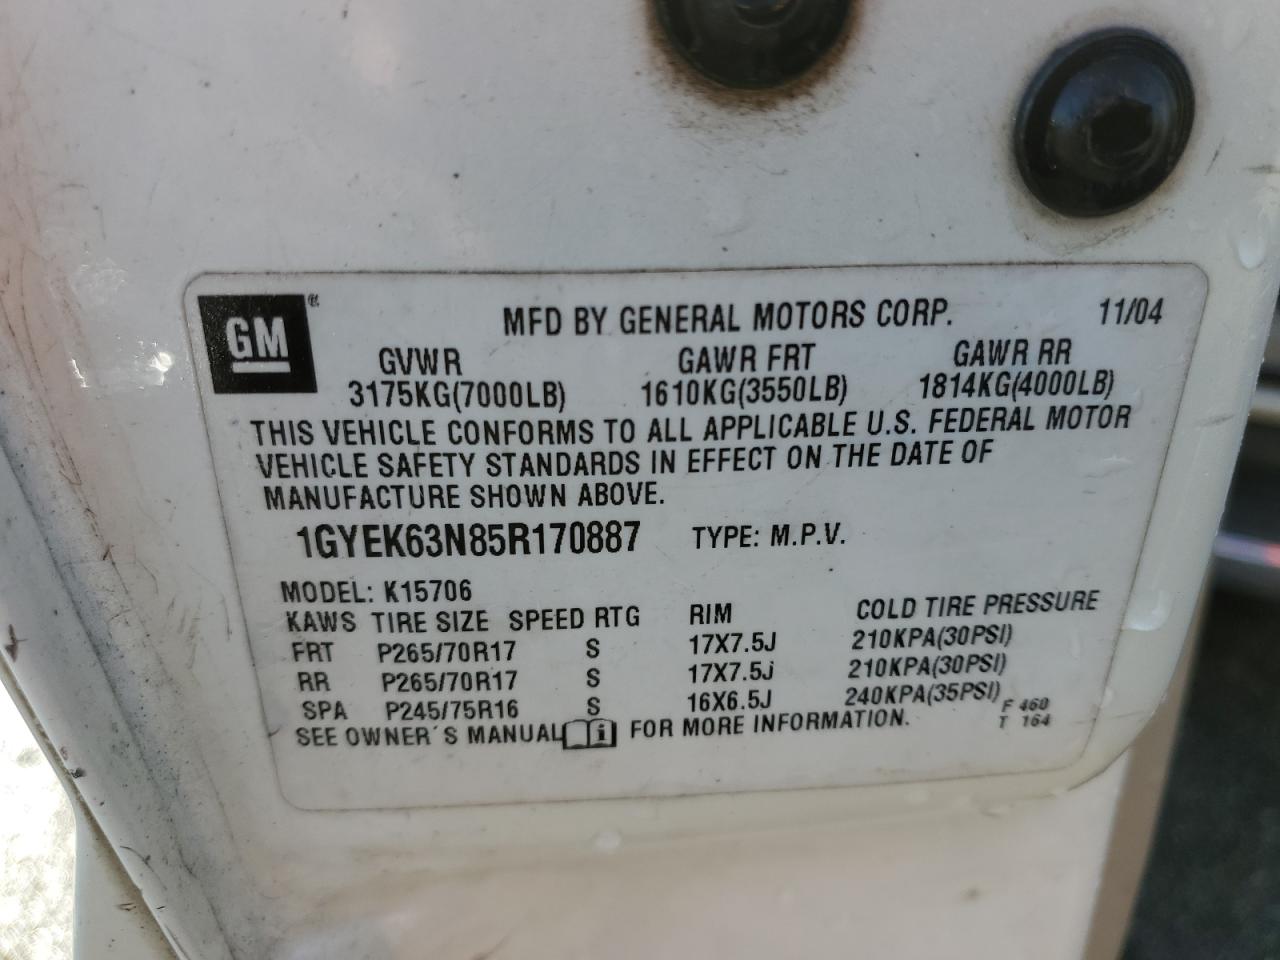 GM ®
MFD BY GENERAL MOTORS CORP. 11/04
GVWR GAWR FRT GAWR RR
3175KG(7000LB) 1610KG(3550LB) 1814KG(4000LB)
THIS VEHICLE CONFORMS TO ALL APPLICABLE U.S. FEDERAL MOTOR
VEHICLE SAFETY STANDARDS IN EFFECT ON THE DATE OF
MANUFACTURE SHOWN ABOVE.
1GYEK63N85R170887 TYPE: M.P.V.
MODEL: K15706
KAWS TIRE SIZE SPEED RTG RIM COLD TIRE PRESSURE
FRT P265/70R17 S 17X7.5J 210KPA(30PSI)
RR P265/70R17 S 17X7.5J 210KPA(30PSI)
SPA P245/75R16 S 16X6.5J 240KPA(35PSI) F 460
SEE OWNER'S MANUAL FOR MORE INFORMATION. T 164